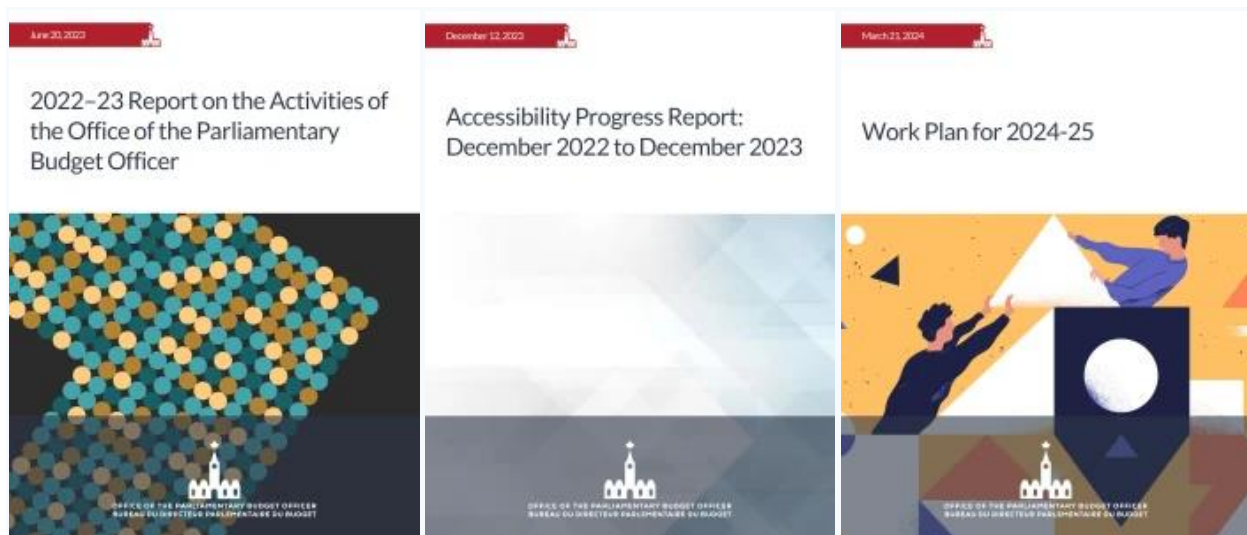 June 20, 2023
2022–23 Report on the Activities of
the Office of the Parliamentary
Budget Officer
OFFICE OF THE PARLIAMENTARY BUDGET OFFICER
BUREAU DU DIRECTEUR PARLEMENTAIRE DU BUDGET
December 12, 2023
Accessibility Progress Report:
December 2022 to December 2023
OFFICE OF THE PARLIAMENTARY BUDGET OFFICER
BUREAU DU DIRECTEUR PARLEMENTAIRE DU BUDGET
March 21, 2024
Work Plan for 2024-25
OFFICE OF THE PARLIAMENTARY BUDGET OFFICER
BUREAU DU DIRECTEUR PARLEMENTAIRE DU BUDGET